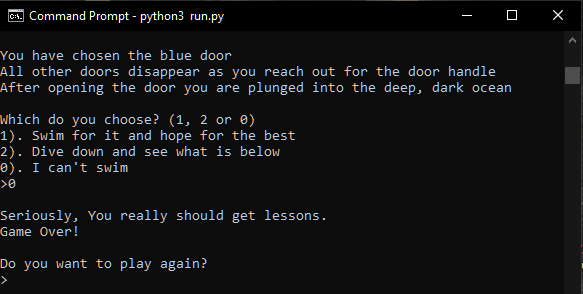 Command Prompt - python3 run.py
You have chosen the blue door
All other doors disappear as you reach out for the door handle
After opening the door you are plunged into the deep, dark ocean
Which do you choose? (1, 2 or 0)
1). Swim for it and hope for the best
2). Dive down and see what is below
0). I can't swim
>0
Seriously, You really should get lessons.
Game Over!
Do you want to play again?
>